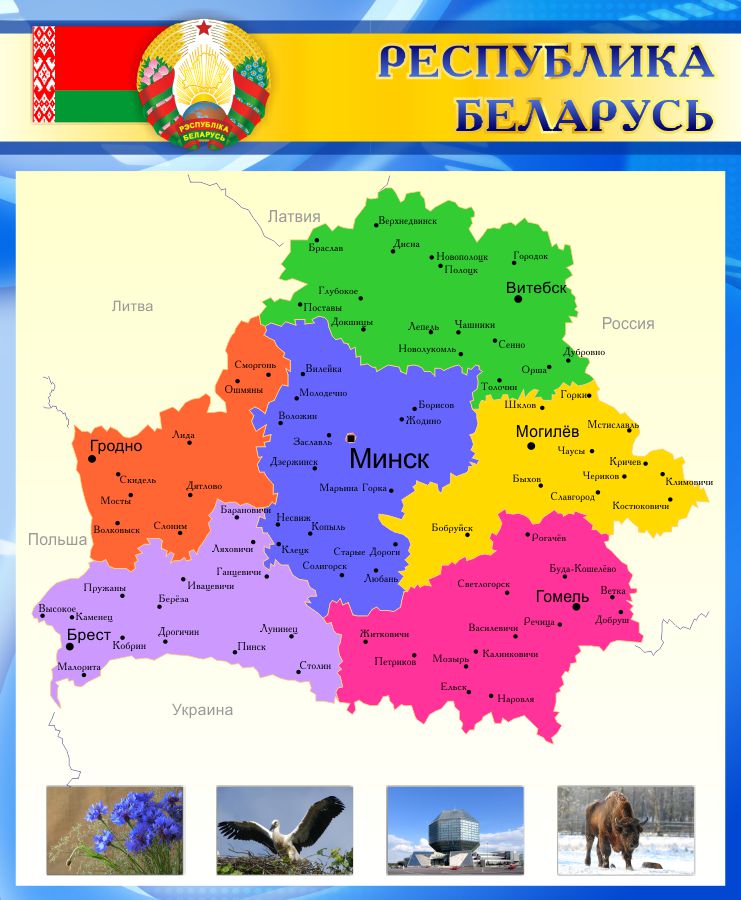 РЕСПУБЛИКА
БЕЛАРУСЬ
РЭСПУБЛІКА
БЕЛАРУСЬ
Латвия
Литва
Россия
Польша
Украина
Верхнедвинск
Браслав
Дисна
Новополоцк
Полоцк
Городок
Витебск
Глубокое
Поставы
Докшицы
Лепель
Чашники
Новолукомль
Сенно
Дубровно
Орша
Толочин
Сморгонь
Ошмяны
Гродно
Лида
Скидель
Мосты
Дятлово
Волковыск
Слоним
Вилейка
Молодечно
Воложин
Борисов
Жодино
Заславль
Минск
Дзержинск
Марьина Горка
Несвиж
Копыль
Клецк
Старые Дороги
Солигорск
Любань
Горки
Шклов
Могилёв
Мстиславль
Чаусы
Кричев
Чериков
Климовичи
Быхов
Славгород
Костюковичи
Бобруйск
Барановичи
Ляховичи
Ганцевичи
Ивацевичи
Пружаны
Берёза
Высокое
Каменец
Брест
Кобрин
Дрогичин
Лунинец
Пинск
Малорита
Столин
Рогачёв
Буда-Кошелёво
Светлогорск
Гомель
Ветка
Добруш
Речица
Василевичи
Житковичи
Петриков
Мозырь
Калинковичи
Ельск
Наровля